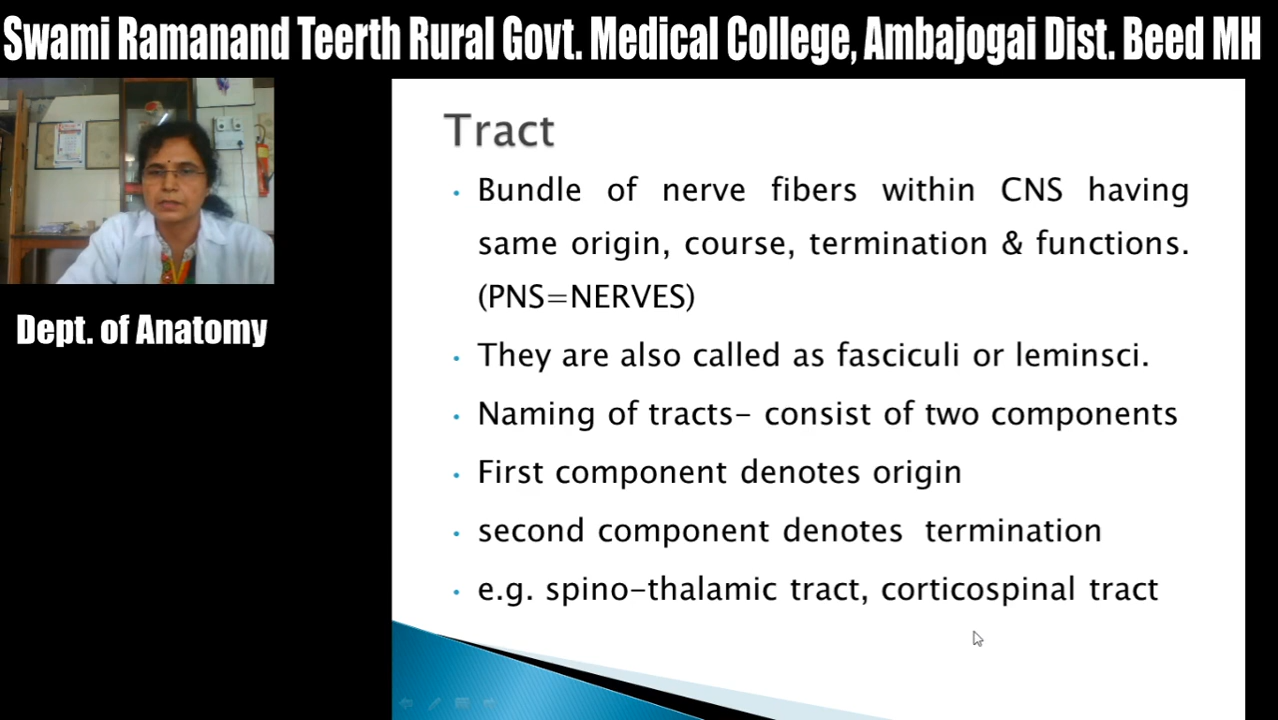 Swami Ramanand Teerth Rural Govt. Medical College, Ambajogai Dist. Beed MH
Tract
• Bundle of nerve fibers within CNS having
same origin, course, termination & functions.
(PNS=NERVES)
• They are also called as fasciculi or leminsci.
• Naming of tracts- consist of two components
• First component denotes origin
• second component denotes termination
• e.g. spino-thalamic tract, corticospinal tract
Dept. of Anatomy